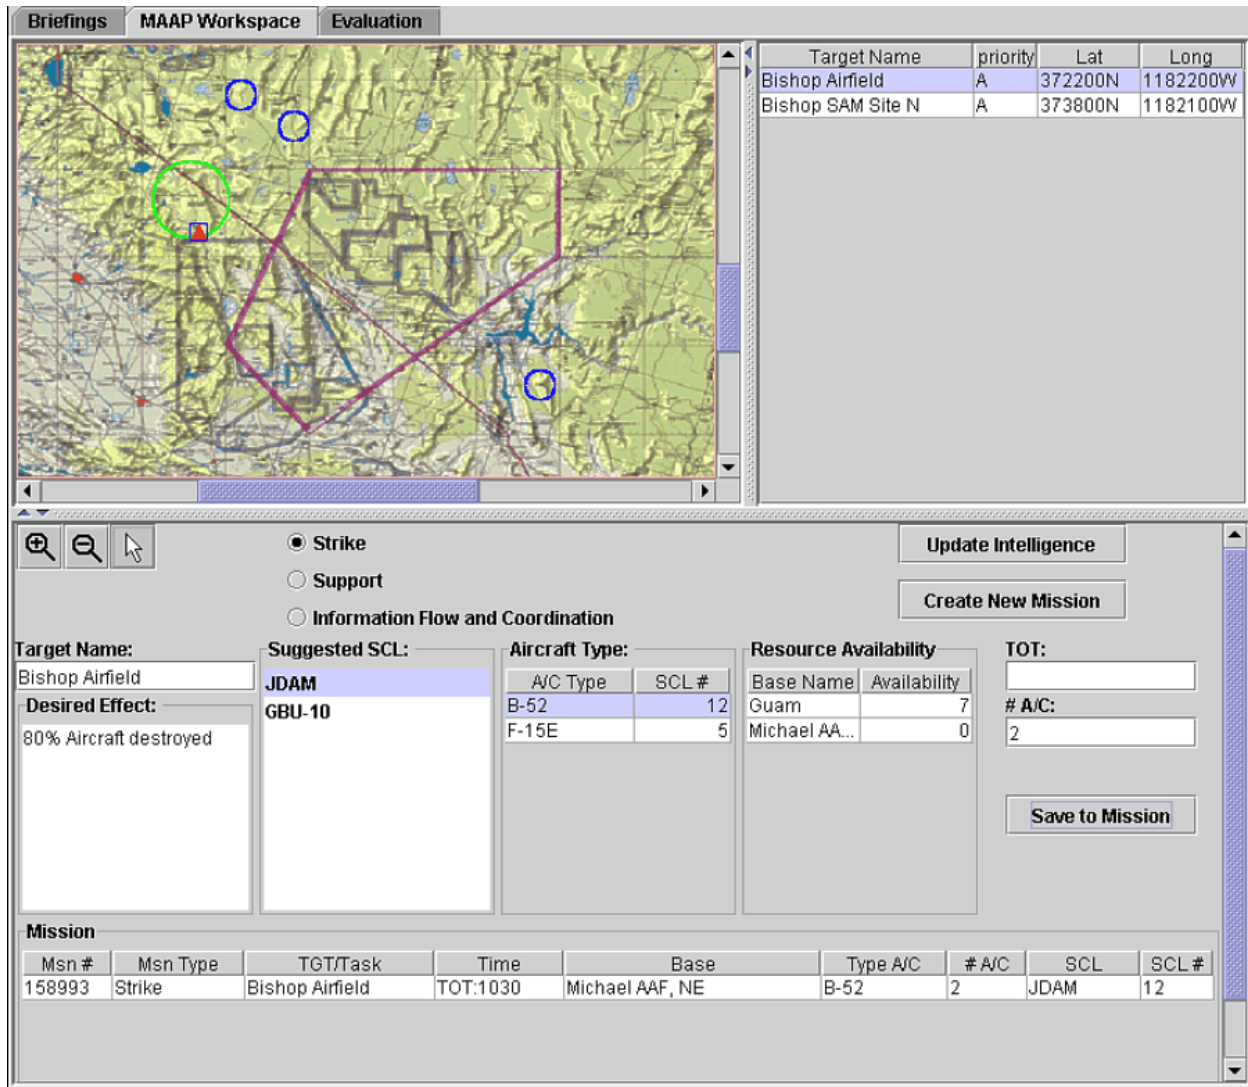 Briefings MAAP Workspace Evaluation
Target Name priority Lat Long
Bishop Airfield A 372200N 1182200W
Bishop SAM Site N A 373800N 1182100W
Strike
Support
Information Flow and Coordination
Update Intelligence
Create New Mission
Target Name:
Bishop Airfield
Desired Effect:
80% Aircraft destroyed
Suggested SCL:
JDAM
GBU-10
Aircraft Type:
A/C Type SCL #
B-52 12
F-15E 5
Resource Availability
Base Name Availability
Guam 7
Michael AA... 0
TOT:
# A/C:
2
Save to Mission
Mission
Msn # Msn Type TGT/Task Time Base Type A/C # A/C SCL SCL #
158993 Strike Bishop Airfield TOT:1030 Michael AAF, NE B-52 2 JDAM 12